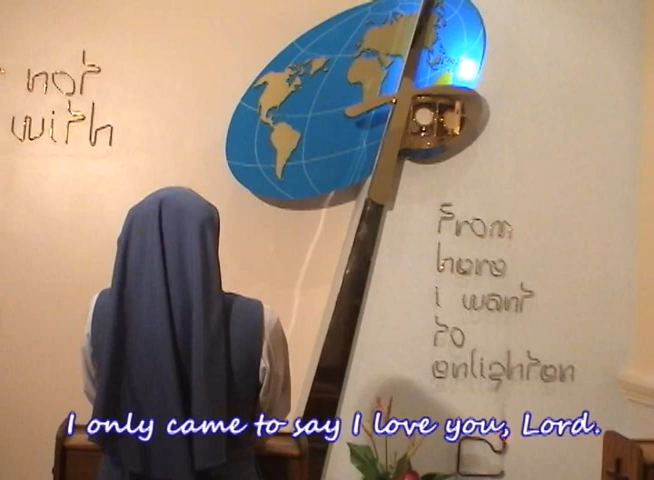 not
with
from
here
i want
to
enlighten
I only came to say I love you, Lord.